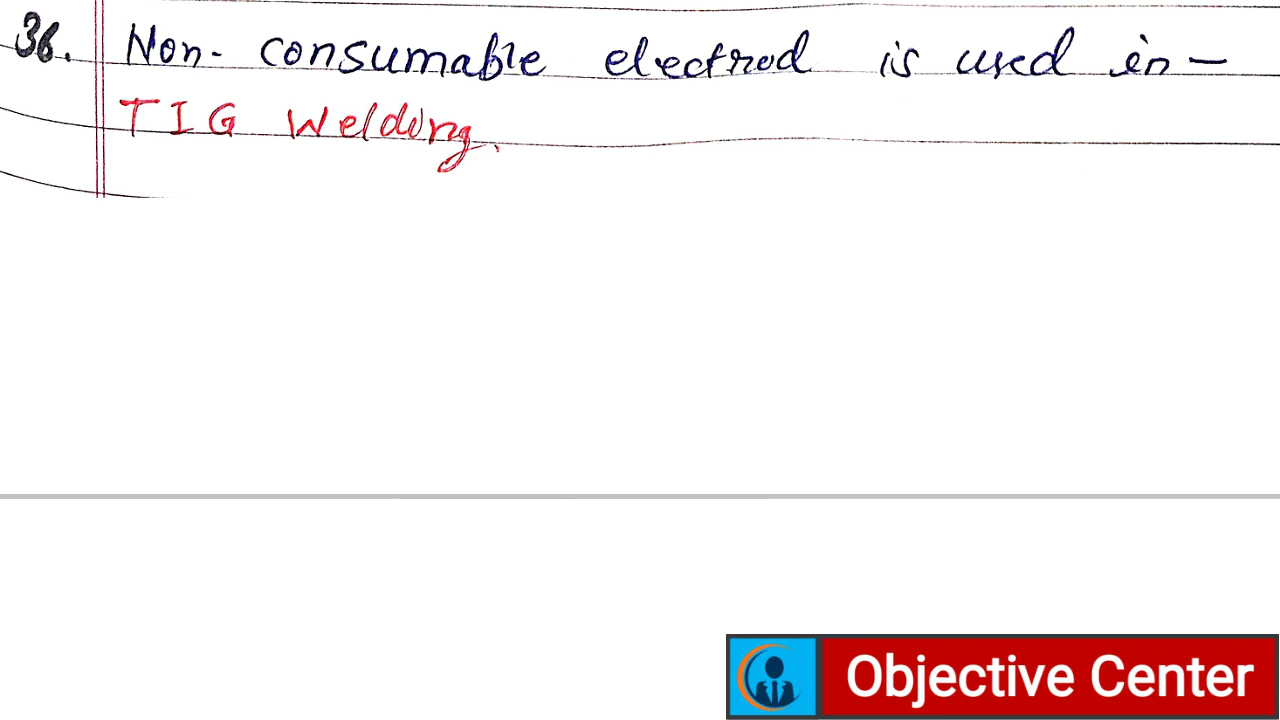 36. Non-consumable electrod is used in-
TIG Welding.
Objective Center